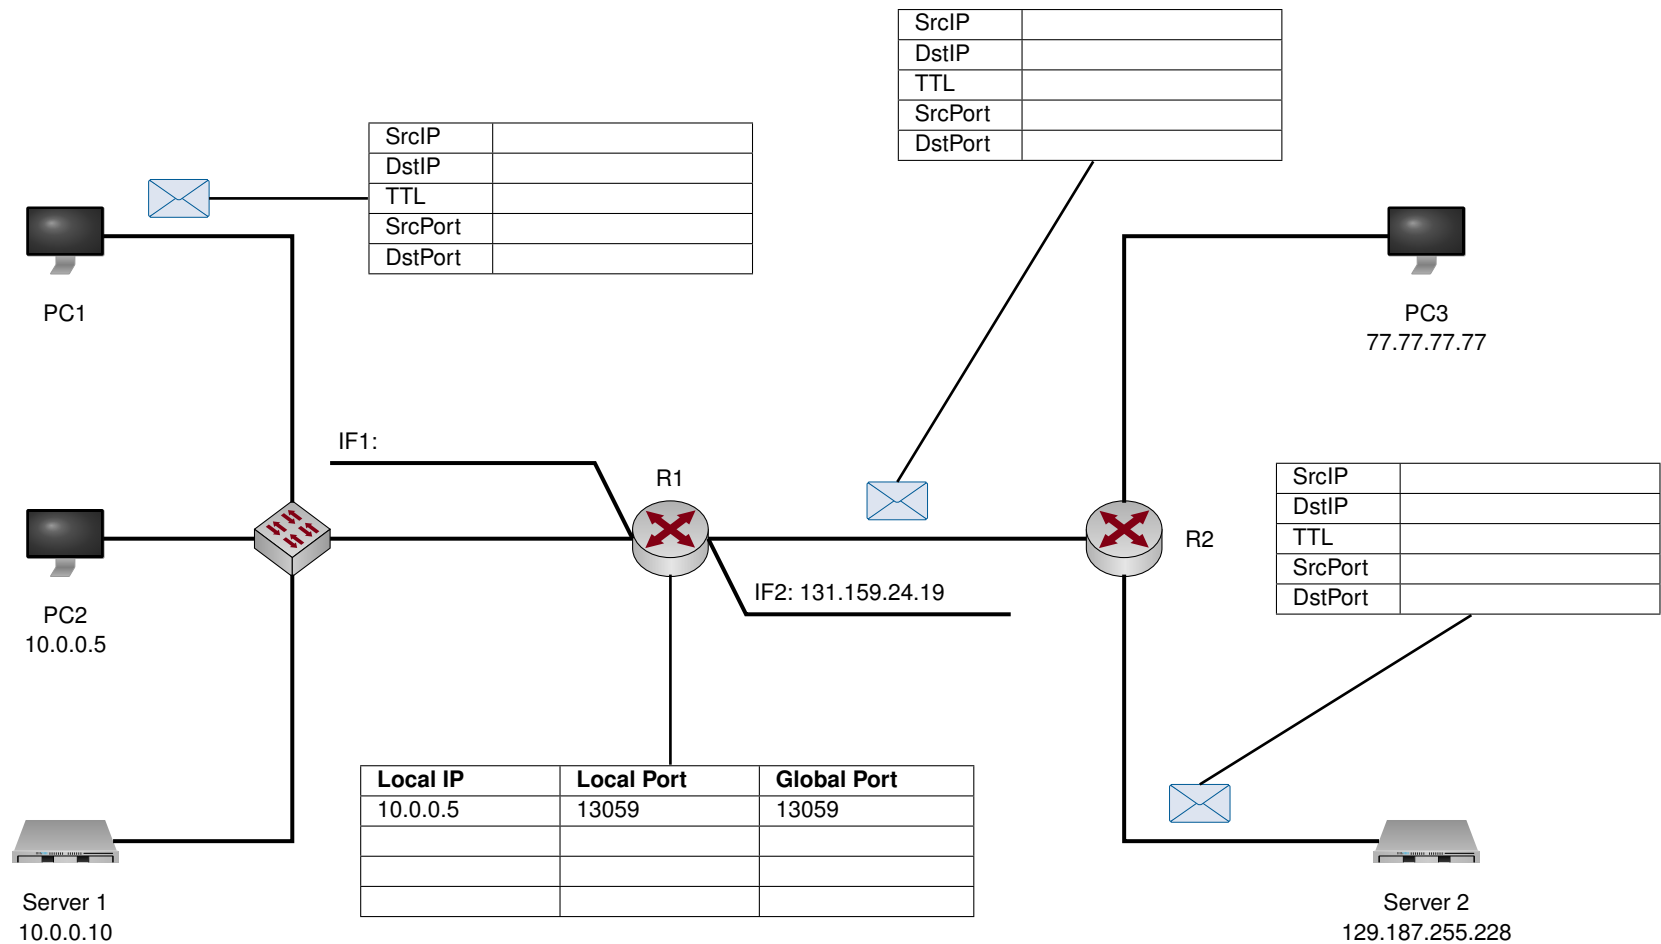 SrcIP
DstIP
TTL
SrcPort
DstPort
SrcIP
DstIP
TTL
SrcPort
DstPort
PC1
PC3
77.77.77.77
IF1:
R1
R2
SrcIP
DstIP
TTL
SrcPort
DstPort
IF2: 131.159.24.19
PC2
10.0.0.5
Local IP Local Port Global Port
10.0.0.5 13059 13059
Server 1
10.0.0.10
Server 2
129.187.255.228